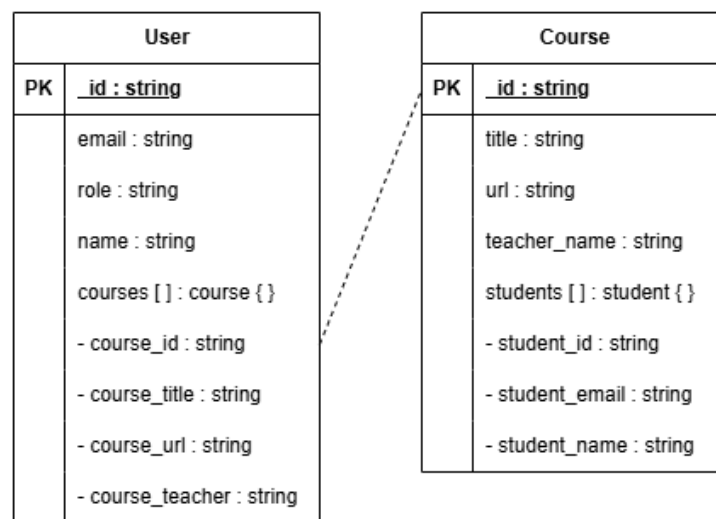 User
PK _id : string
email : string
role : string
name : string
courses [ ] : course { }
- course_id : string
- course_title : string
- course_url : string
- course_teacher : string
Course
PK _id : string
title : string
url : string
teacher_name : string
students [ ] : student { }
- student_id : string
- student_email : string
- student_name : string